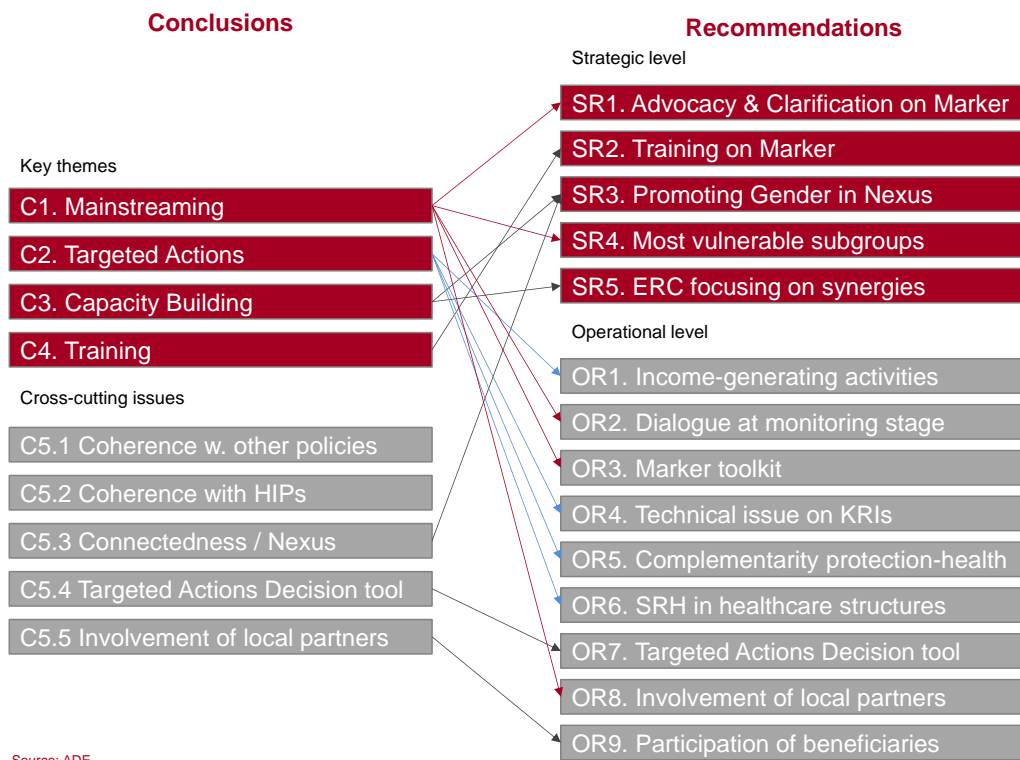 Conclusions
Key themes
C1. Mainstreaming
C2. Targeted Actions
C3. Capacity Building
C4. Training
Cross-cutting issues
C5.1 Coherence w. other policies
C5.2 Coherence with HIPs
C5.3 Connectedness / Nexus
C5.4 Targeted Actions Decision tool
C5.5 Involvement of local partners
Source: ADE
Recommendations
Strategic level
SR1. Advocacy & Clarification on Marker
SR2. Training on Marker
SR3. Promoting Gender in Nexus
SR4. Most vulnerable subgroups
SR5. ERC focusing on synergies
Operational level
OR1. Income-generating activities
OR2. Dialogue at monitoring stage
OR3. Marker toolkit
OR4. Technical issue on KRIs
OR5. Complementarity protection-health
OR6. SRH in healthcare structures
OR7. Targeted Actions Decision tool
OR8. Involvement of local partners
OR9. Participation of beneficiaries